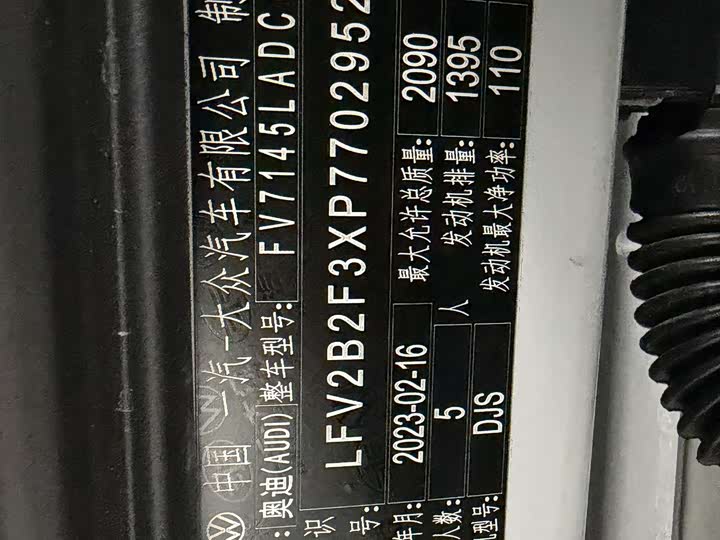 中国 一汽-大众汽车有限公司 制
: 奥迪(AUDI) 整车型号: FV7145LADC
识
号: LFV2B2F3XP7702952
年月: 2023-02-16 最大允许总质量: 2090
人数: 5 人 发动机排量: 1395
机型号: DJS 发动机最大净功率: 110